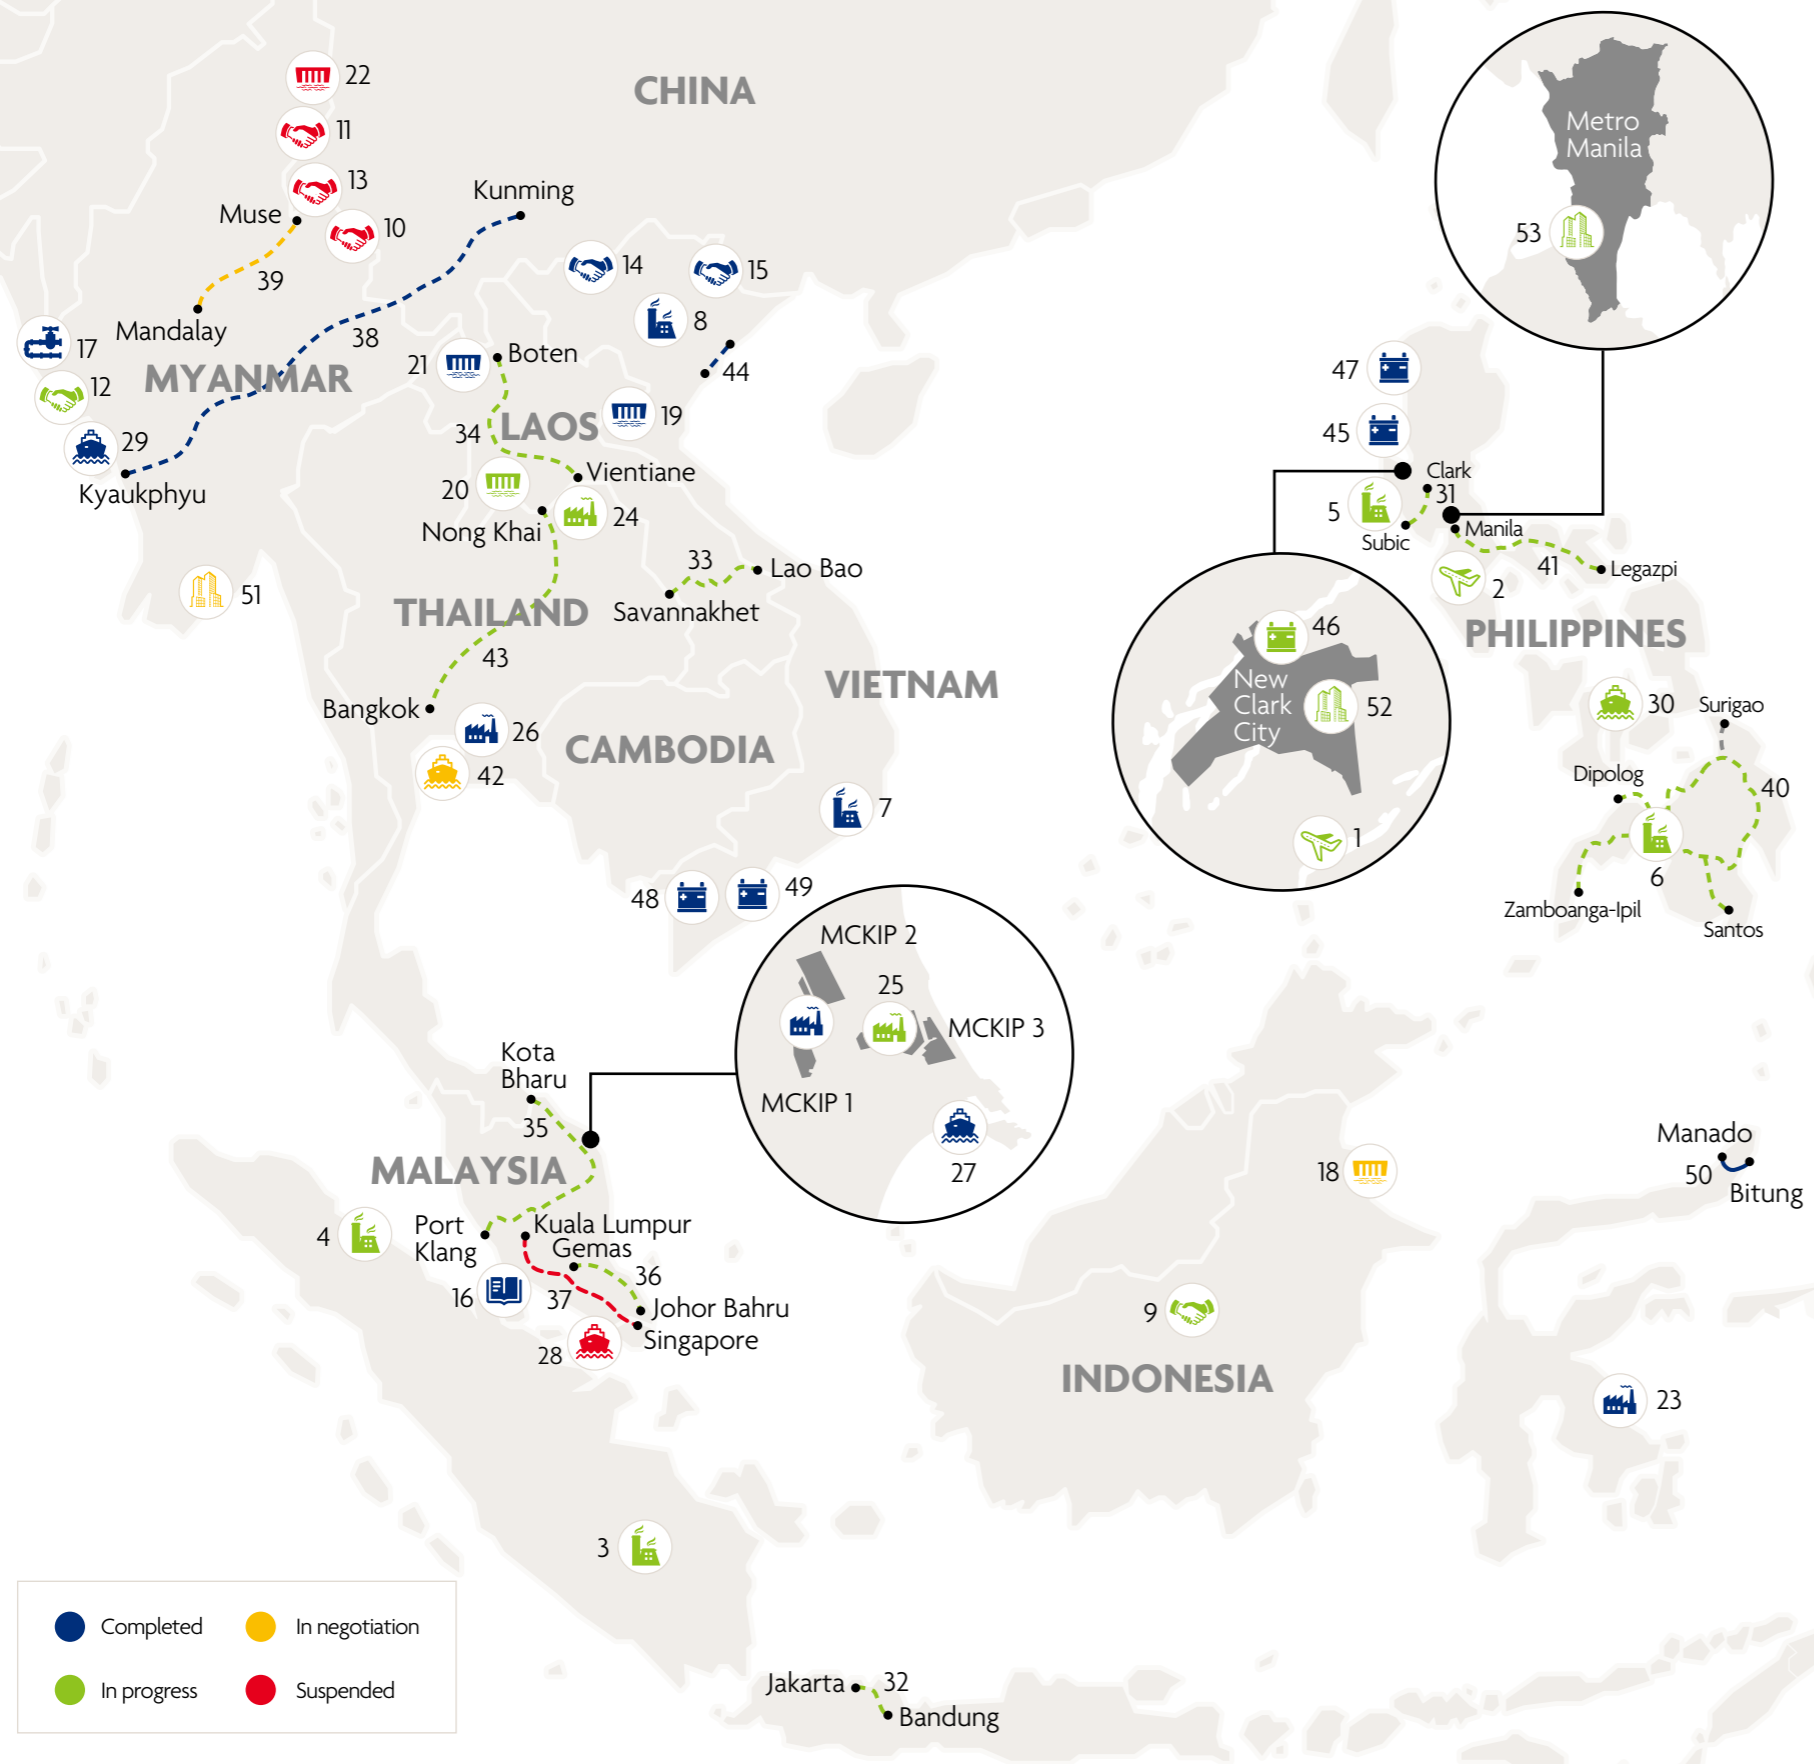 CHINA
22
11
13
Muse
10
39
Mandalay
Kunming
38
14
15
8
44
17
12
MYANMAR
29
Kyaukphyu
21
Boten
34
LAOS
19
Vientiane
20
24
Nong Khai
33
Lao Bao
Savannakhet
51
THAILAND
43
Bangkok
26
42
VIETNAM
CAMBODIA
7
48
49
Metro
Manila
53
47
45
Clark
31
5
Subic
Manila
41
Legazpi
2
PHILIPPINES
46
New
Clark
City
52
1
30
Surigao
Dipolog
40
6
Zamboanga-Ipil
Santos
MCKIP 2
25
MCKIP 3
MCKIP 1
27
Kota
Bharu
35
MALAYSIA
4
Port
Klang
Kuala Lumpur
Gemas
36
16
37
Johor Bahru
Singapore
28
18
Manado
50
Bitung
9
INDONESIA
23
3
Jakarta
32
Bandung
Completed
In negotiation
In progress
Suspended